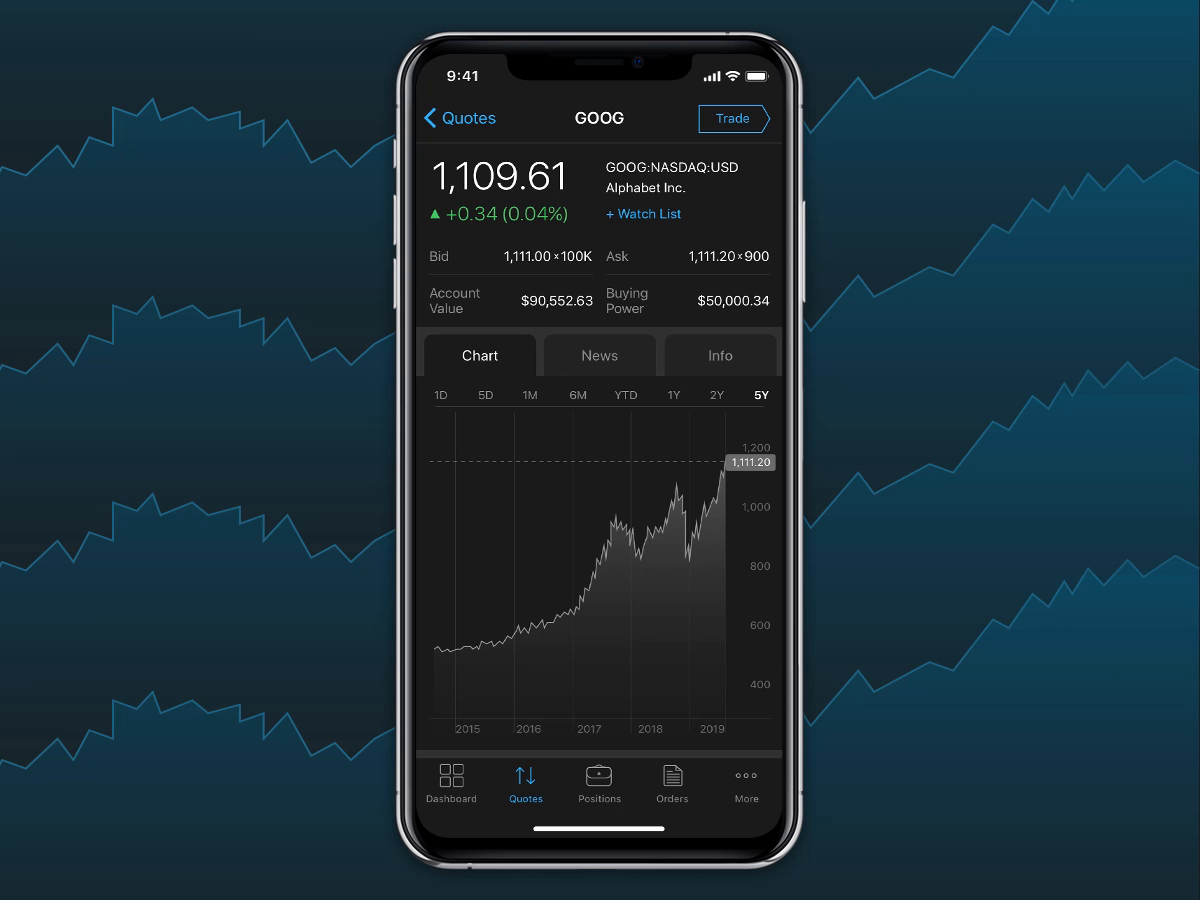 9:41
Quotes
GOOG
Trade
1,109.61
GOOG:NASDAQ:USD
Alphabet Inc.
▲ +0.34 (0.04%)
+ Watch List
Bid 1,111.00 × 100K
Ask 1,111.20 × 900
Account Value $90,552.63
Buying Power $50,000.34
Chart News Info
1D 5D 1M 6M YTD 1Y 2Y 5Y
1,200
1,111.20
1,000
800
600
400
2015 2016 2017 2018 2019
Dashboard Quotes Positions Orders More